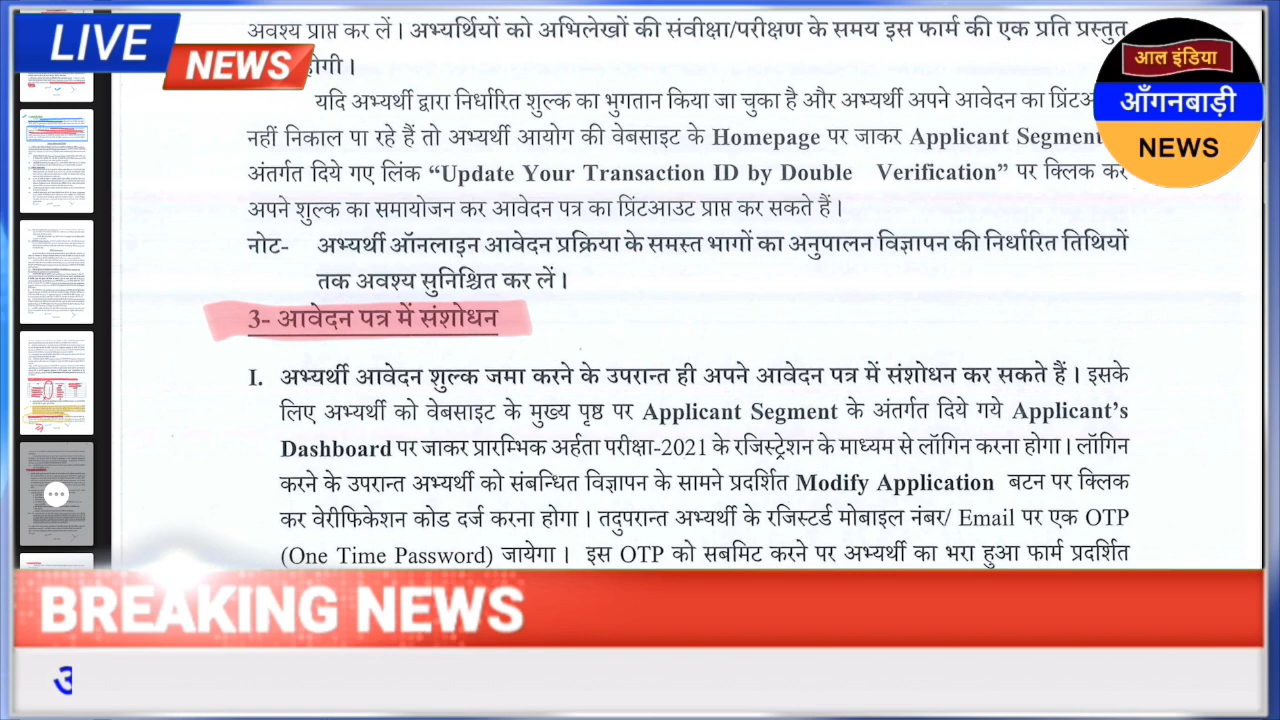 LIVE
NEWS
आल इंडिया
आँगनबाड़ी
NEWS
अवश्य प्राप्त कर लें। अभ्यर्थियों को अभिलेखों की संवीक्षा/परीक्षण के समय इस फार्म की एक प्रति प्रस्तुत
होगी।
यदि अभ्यर्थी द्वारा निर्धारित शुल्क का भुगतान किया जा चुका है और अभ्यर्थी अपने आवेदन का
नहीं निकाल पा रहे हैं तो अभ्यर्थी आयोग की वेबसाइट के Home page पर जाकर Applicant Segment
अंतर्गत दिये गए लिंक “Update Your Transaction ID by Double Verification” पर क्लिक कर
अपने शुल्क का समायोजन कर आवेदन पत्र का प्रिंटआउट प्राप्त कर सकते हैं।
नोट- अभ्यर्थी ऑनलाइन आवेदन प्रक्रिया के समस्त भागों का अनुपालन विज्ञापन की निर्धारित तिथियों
तक अवश्य सुनिश्चित कर लें।
3- आवेदन पत्र में संशोधन
I. अभ्यर्थी आवेदन शुल्क जमा करने के उपरान्त ही अपने आवेदन पत्र में संशोधन कर सकते हैं। इसके
लिए अभ्यर्थी को वेबसाइट के मुख्य पृष्ठ पर Applicant Segment के अंतर्गत दिये गये Applicant’s
Dashboard पर जाकर प्रारम्भिक अर्हता परीक्षा-2021 के रजिस्ट्रेशन के माध्यम से लॉगिन करना होगा। लॉगिन
करने के उपरान्त अभ्यर्थी को संबन्धित विज्ञापन के सामने प्रदर्शित Modify Application बटन पर क्लिक
कर वेरीफिकेशन कोड दर्ज करना होगा। तदुपरान्त अभ्यर्थी के रजिस्टर्ड मोबाइल नंबर/ Email पर एक OTP
(One Time Password) जायेगा। इस OTP को सबमिट करने पर अभ्यर्थी का भरा हुआ फार्म प्रदर्शित
BREAKING NEWS